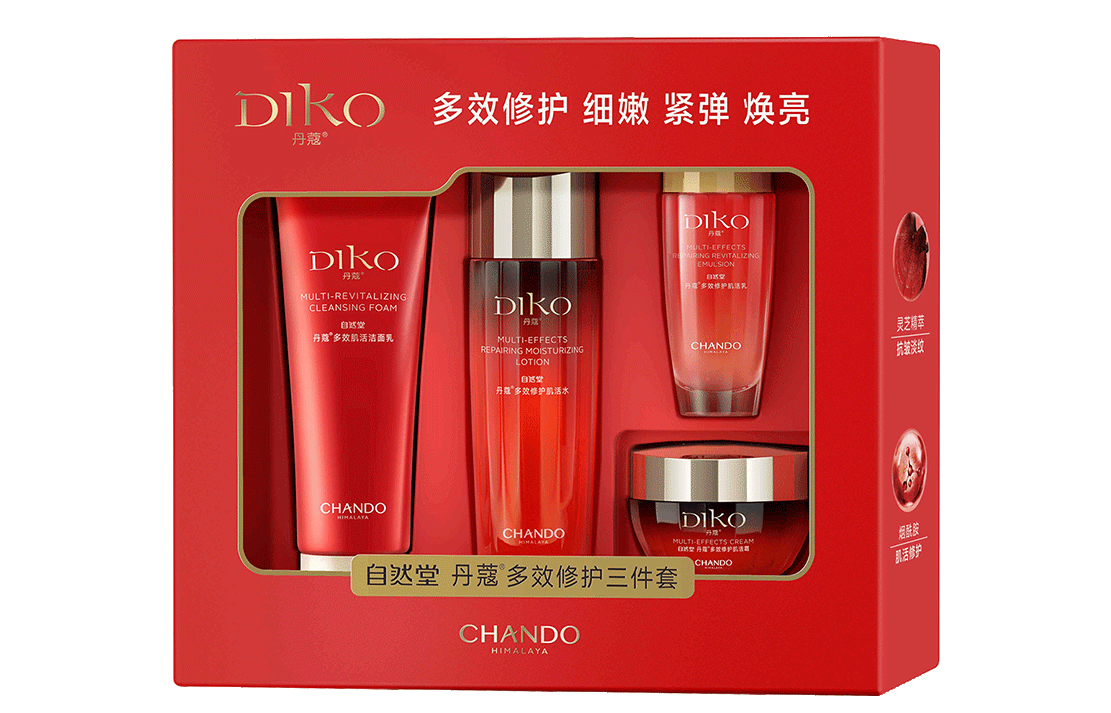 DIKO
丹蔻®
多效修护 细嫩 紧弹 焕亮
DIKO
丹蔻®
MULTI-REVITALIZING
CLEANSING FOAM
自然堂
丹蔻®多效肌活洁面乳
CHANDO
HIMALAYA
DIKO
丹蔻®
MULTI-EFFECTS
REPAIRING MOISTURIZING
LOTION
自然堂
丹蔻®多效修护肌活水
CHANDO
HIMALAYA
DIKO
丹蔻®
MULTI-EFFECTS
REPAIRING REVITALIZING
EMULSION
自然堂
丹蔻®多效修护肌活乳
CHANDO
HIMALAYA
DIKO
丹蔻®
MULTI-EFFECTS CREAM
自然堂 丹蔻®多效修护肌活霜
CHANDO
HIMALAYA
灵芝精萃
抗皱淡纹
烟酰胺
肌活修护
自然堂 丹蔻®多效修护三件套
CHANDO
HIMALAYA